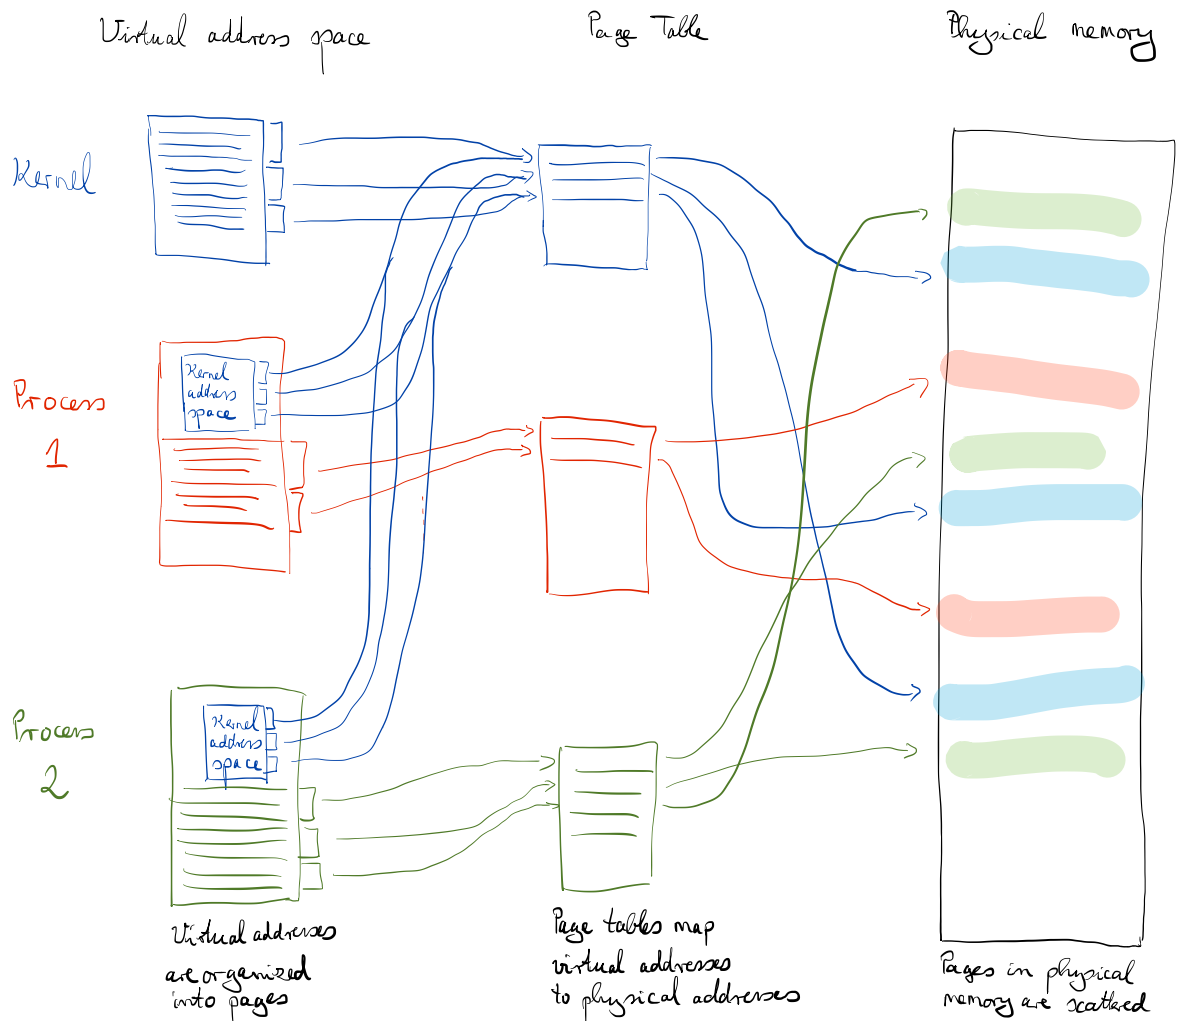 Virtual address space
Page Table
Physical memory
Kernel
Process
1
Kernel
address
space
Process
2
Kernel
address
space
Virtual addresses
are organized
into pages
Page tables map
virtual addresses
to physical addresses
Pages in physical
memory are scattered